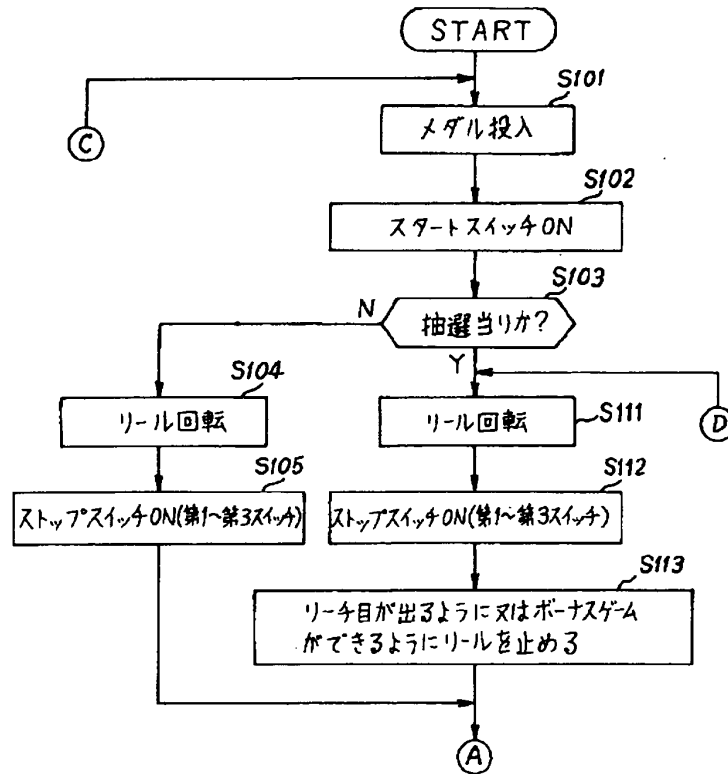 START
S101
C
メダル投入
S102
スタートスイッチON
S103
N
抽選当りか?
Y
S104
D
リール回転
リール回転
S111
S105
S112
ストップスイッチON(第1~第3スイッチ)
ストップスイッチON(第1~第3スイッチ)
S113
リーチ目が出るように又はボーナスゲーム
ができるようにリールを止める
A